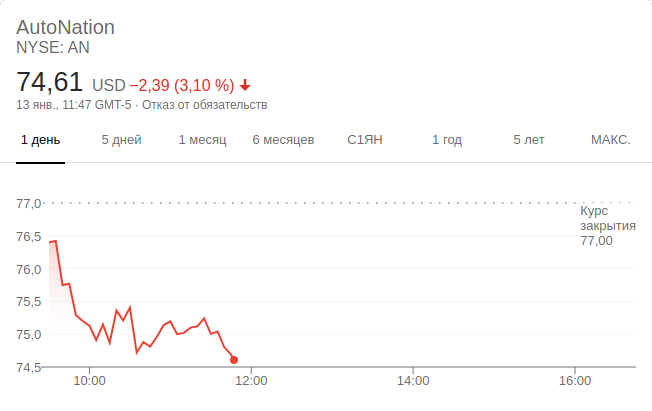 AutoNation
NYSE: AN
74,61 USD −2,39 (3,10 %)
13 янв., 11:47 GMT-5 · Отказ от обязательств
1 день 5 дней 1 месяц 6 месяцев С1ЯН 1 год 5 лет МАКС.
77,0
Курс
закрытия
77,00
76,5
76,0
75,5
75,0
74,5
10:00 12:00 14:00 16:00